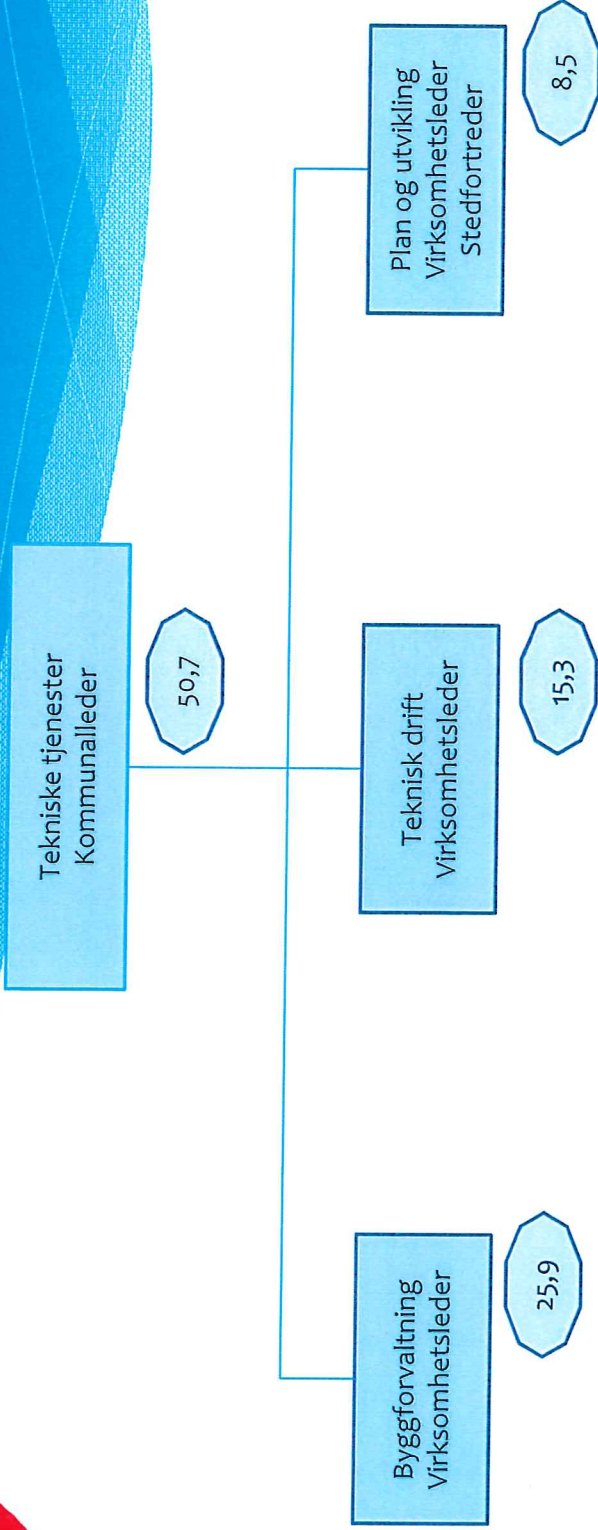 Tekniske tjenester
Kommunalleder
50,7
Byggforvaltning
Virksomhetsleder
25,9
Teknisk drift
Virksomhetsleder
15,3
Plan og utvikling
Virksomhetsleder
Stedfortreder
8,5